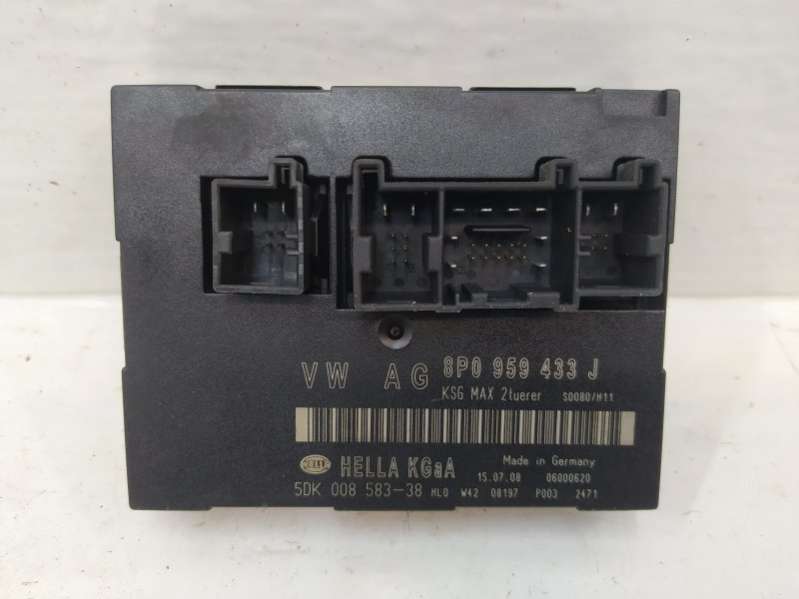 VW AG 8P0 959 433 J
KSG MAX 2tuerer S0080/H11
HELLA HELLA KGaA Made in Germany
15.07.08 06000620
5DK 008 583-38 HL0 W42 08197 P003 2471